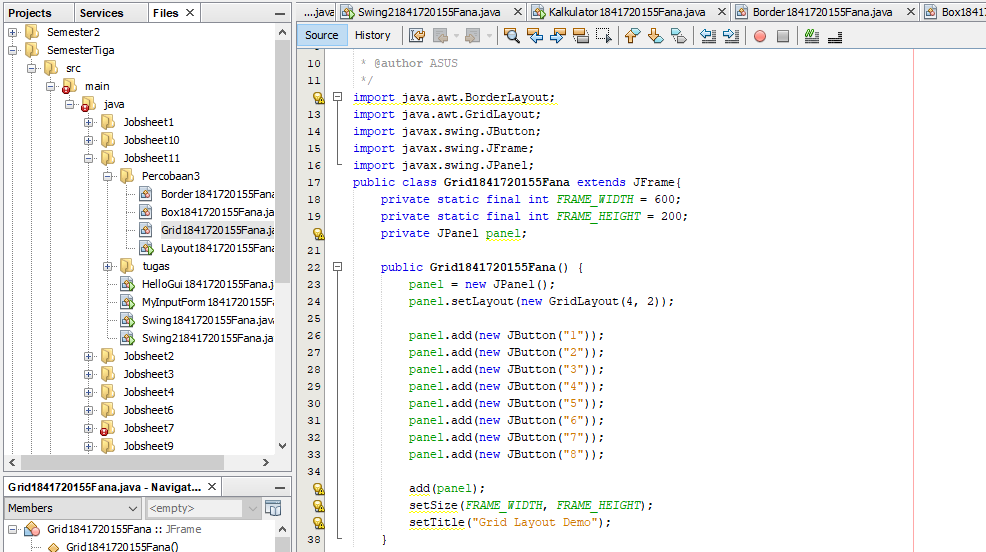 Projects
Services
Files
Semester2
SemesterTiga
src
main
java
Jobsheet1
Jobsheet10
Jobsheet11
Percobaan3
Border1841720155Fana
Box1841720155Fana.ja
Grid1841720155Fana.ja
Layout1841720155Fana
tugas
HelloGui1841720155Fana.j
MyInputForm1841720155F
Swing1841720155Fana.java
Swing21841720155Fana.ja
Jobsheet2
Jobsheet3
Jobsheet4
Jobsheet6
Jobsheet7
Jobsheet9
Grid1841720155Fana.java - Navigat...
Members
<empty>
Grid1841720155Fana :: JFrame
Grid1841720155Fana()
....java
Swing21841720155Fana.java
Kalkulator1841720155Fana.java
Border1841720155Fana.java
Box1841
Source
History
10 * @author ASUS
11 */
import java.awt.BorderLayout;
13 import java.awt.GridLayout;
14 import javax.swing.JButton;
15 import javax.swing.JFrame;
16 import javax.swing.JPanel;
17 public class Grid1841720155Fana extends JFrame{
18 private static final int FRAME_WIDTH = 600;
19 private static final int FRAME_HEIGHT = 200;
private JPanel panel;
21
22 public Grid1841720155Fana() {
23 panel = new JPanel();
24 panel.setLayout(new GridLayout(4, 2));
25
26 panel.add(new JButton("1"));
27 panel.add(new JButton("2"));
28 panel.add(new JButton("3"));
29 panel.add(new JButton("4"));
30 panel.add(new JButton("5"));
31 panel.add(new JButton("6"));
32 panel.add(new JButton("7"));
33 panel.add(new JButton("8"));
34
add(panel);
setSize(FRAME_WIDTH, FRAME_HEIGHT);
setTitle("Grid Layout Demo");
38 }